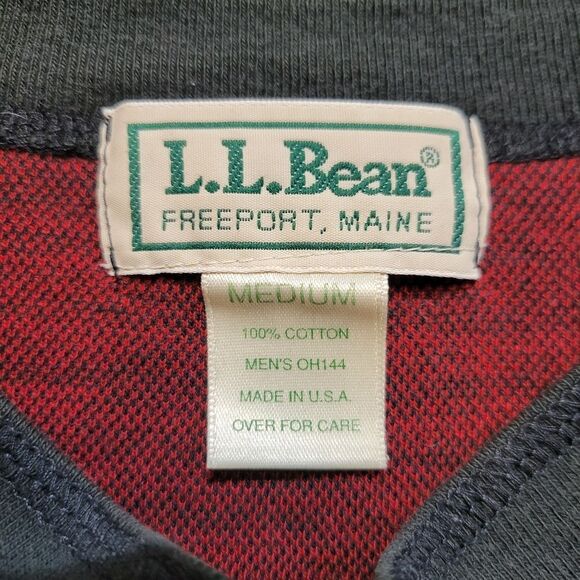 L.L.Bean®
FREEPORT, MAINE
MEDIUM
100% COTTON
MEN'S OH144
MADE IN U.S.A.
OVER FOR CARE